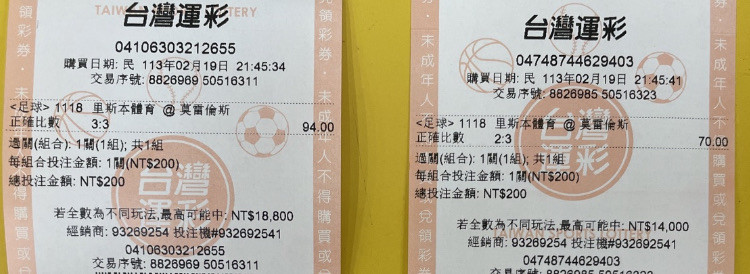 台灣運彩
04106303212655
購買日期: 民 113年02月19日 21:45:34
交易序號: 8826969 50516311
<足球> 1118 里斯本體育 @ 莫雷倫斯
正確比數 3:3 94.00
過關(組合): 1關(1組); 共1組
每組合投注金額: 1關(NT$200)
總投注金額: NT$200
台灣運彩
若全數為不同玩法,最高可能中: NT$18,800
經銷商: 93269254 投注機#932692541
04106303212655
交易序號: 8826969 50516311
台灣運彩
04748744629403
購買日期: 民 113年02月19日 21:45:41
交易序號: 8826985 50516323
<足球> 1118 里斯本體育 @ 莫雷倫斯
正確比數 2:3 70.00
過關(組合): 1關(1組); 共1組
每組合投注金額: 1關(NT$200)
總投注金額: NT$200
台灣運彩
若全數為不同玩法,最高可能中: NT$14,000
TAIWAN SPORTS LOTTERY
經銷商: 93269254 投注機#932692541
04748744629403